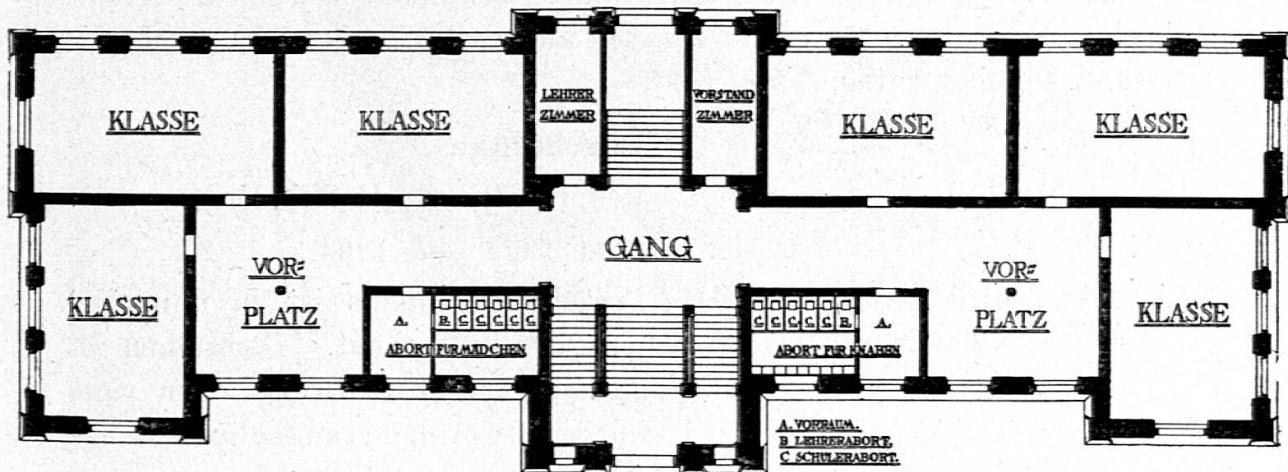 LEHRER
ZIMMER
VORSTAND
ZIMMER
KLASSE
KLASSE
KLASSE
KLASSE
GANG
VOR=
PLATZ
VOR=
PLATZ
KLASSE
KLASSE
A.
B. C. C. C. C. C.
ABORT FÜR MÄDCHEN
C. C. C. C. C. B.
A.
ABORT FÜR KNABEN
A. VORRAUM.
B LEHRERABORT.
C SCHÜLERABORT.